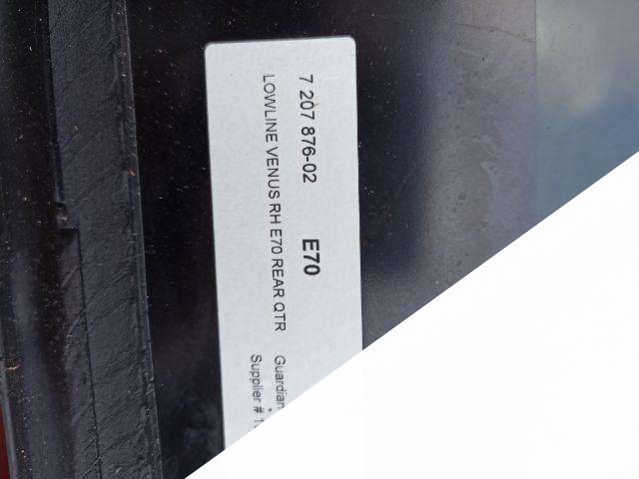 7 207 876-02 E70
LOWLINE VENUS RH E70 REAR QTR
Guardian
Supplier #